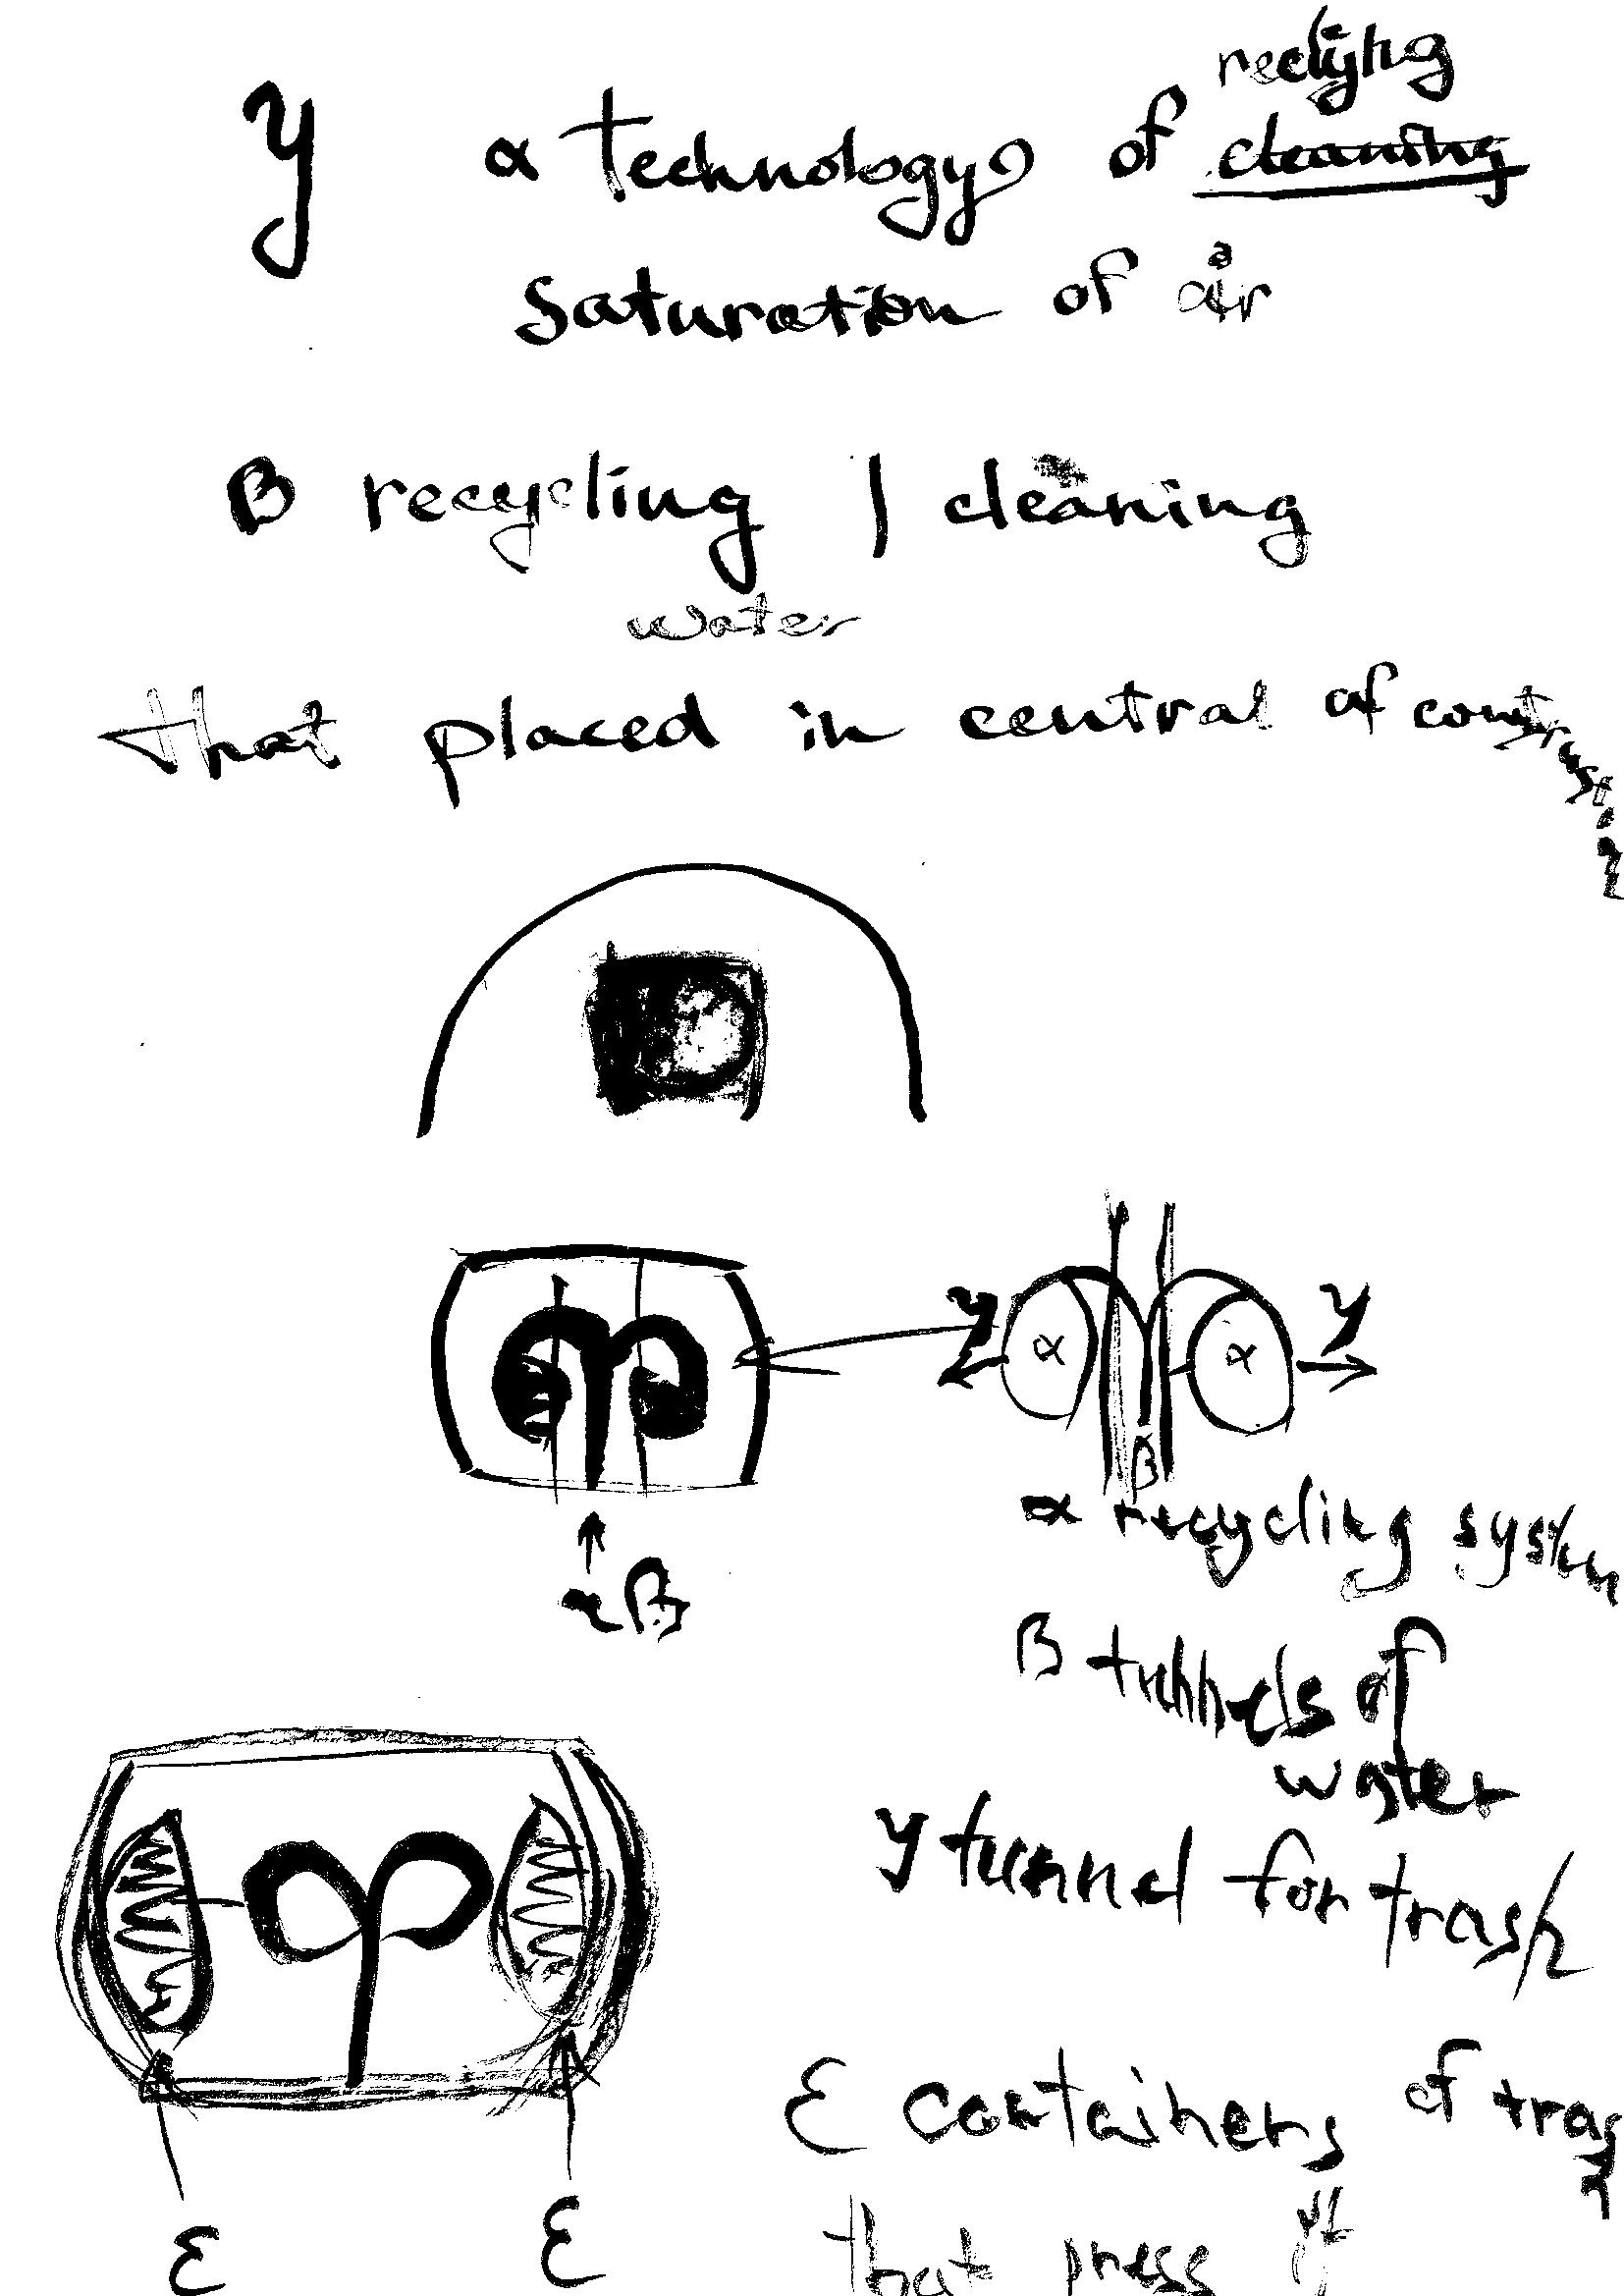 recycling
γ α technology of cleaning
saturation of air
β recycling / cleaning
water
that placed in central of construction
γ γ
α α
β
α recycling system
α β
β tunnels of
water
γ tunnel for trash
ε containers of trash
that press it
ε ε